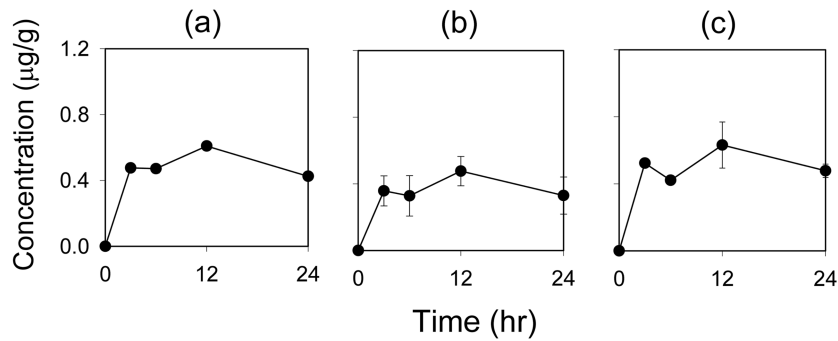 (a) (b) (c)
Concentration (μg/g)
1.2
0.8
0.4
0.0
0 12 24 0 12 24 0 12 24
Time (hr)